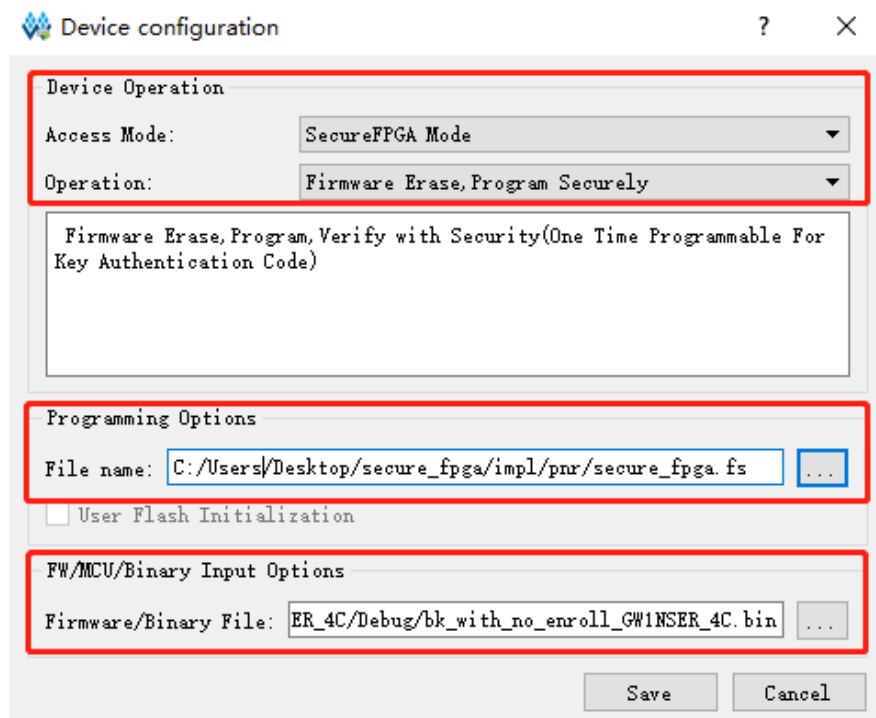 Device configuration
?
Device Operation
Access Mode:
SecureFPGA Mode
Operation:
Firmware Erase,Program Securely
Firmware Erase,Program,Verify with Security(One Time Programmable For
Key Authentication Code)
Programming Options
File name:
C:/Users/Desktop/secure_fpga/impl/pnr/secure_fpga.fs
...
User Flash Initialization
FW/MCU/Binary Input Options
Firmware/Binary File:
ER_4C/Debug/bk_with_no_enroll_GW1NSER_4C.bin
...
Save
Cancel